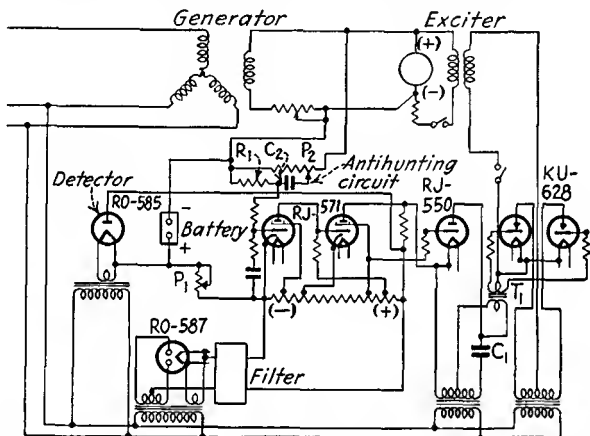 Generator
Exciter
(+)
(-)
R1
C2
P2
Antihunting
circuit
Detector
RO-585
-
Battery
+
RJ-
571
RJ-
550
KU-
628
P1
(-)
(+)
T1
C1
RO-587
Filter